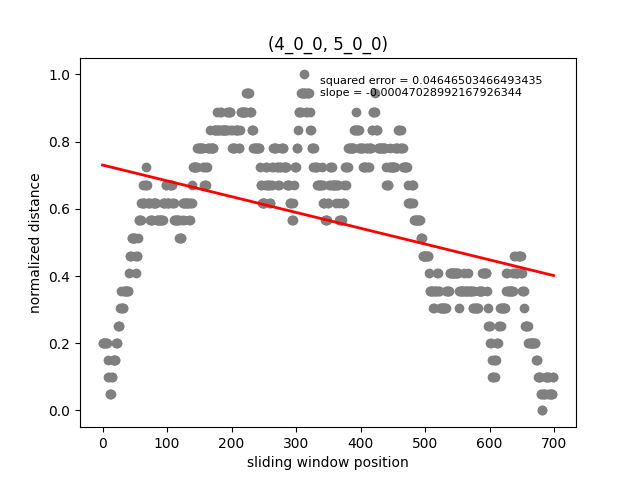 (4_0_0, 5_0_0)
squared error = 0.04646503466493435
slope = -0.00047028992167926344
normalized distance
1.0
0.8
0.6
0.4
0.2
0.0
0 100 200 300 400 500 600 700
sliding window position